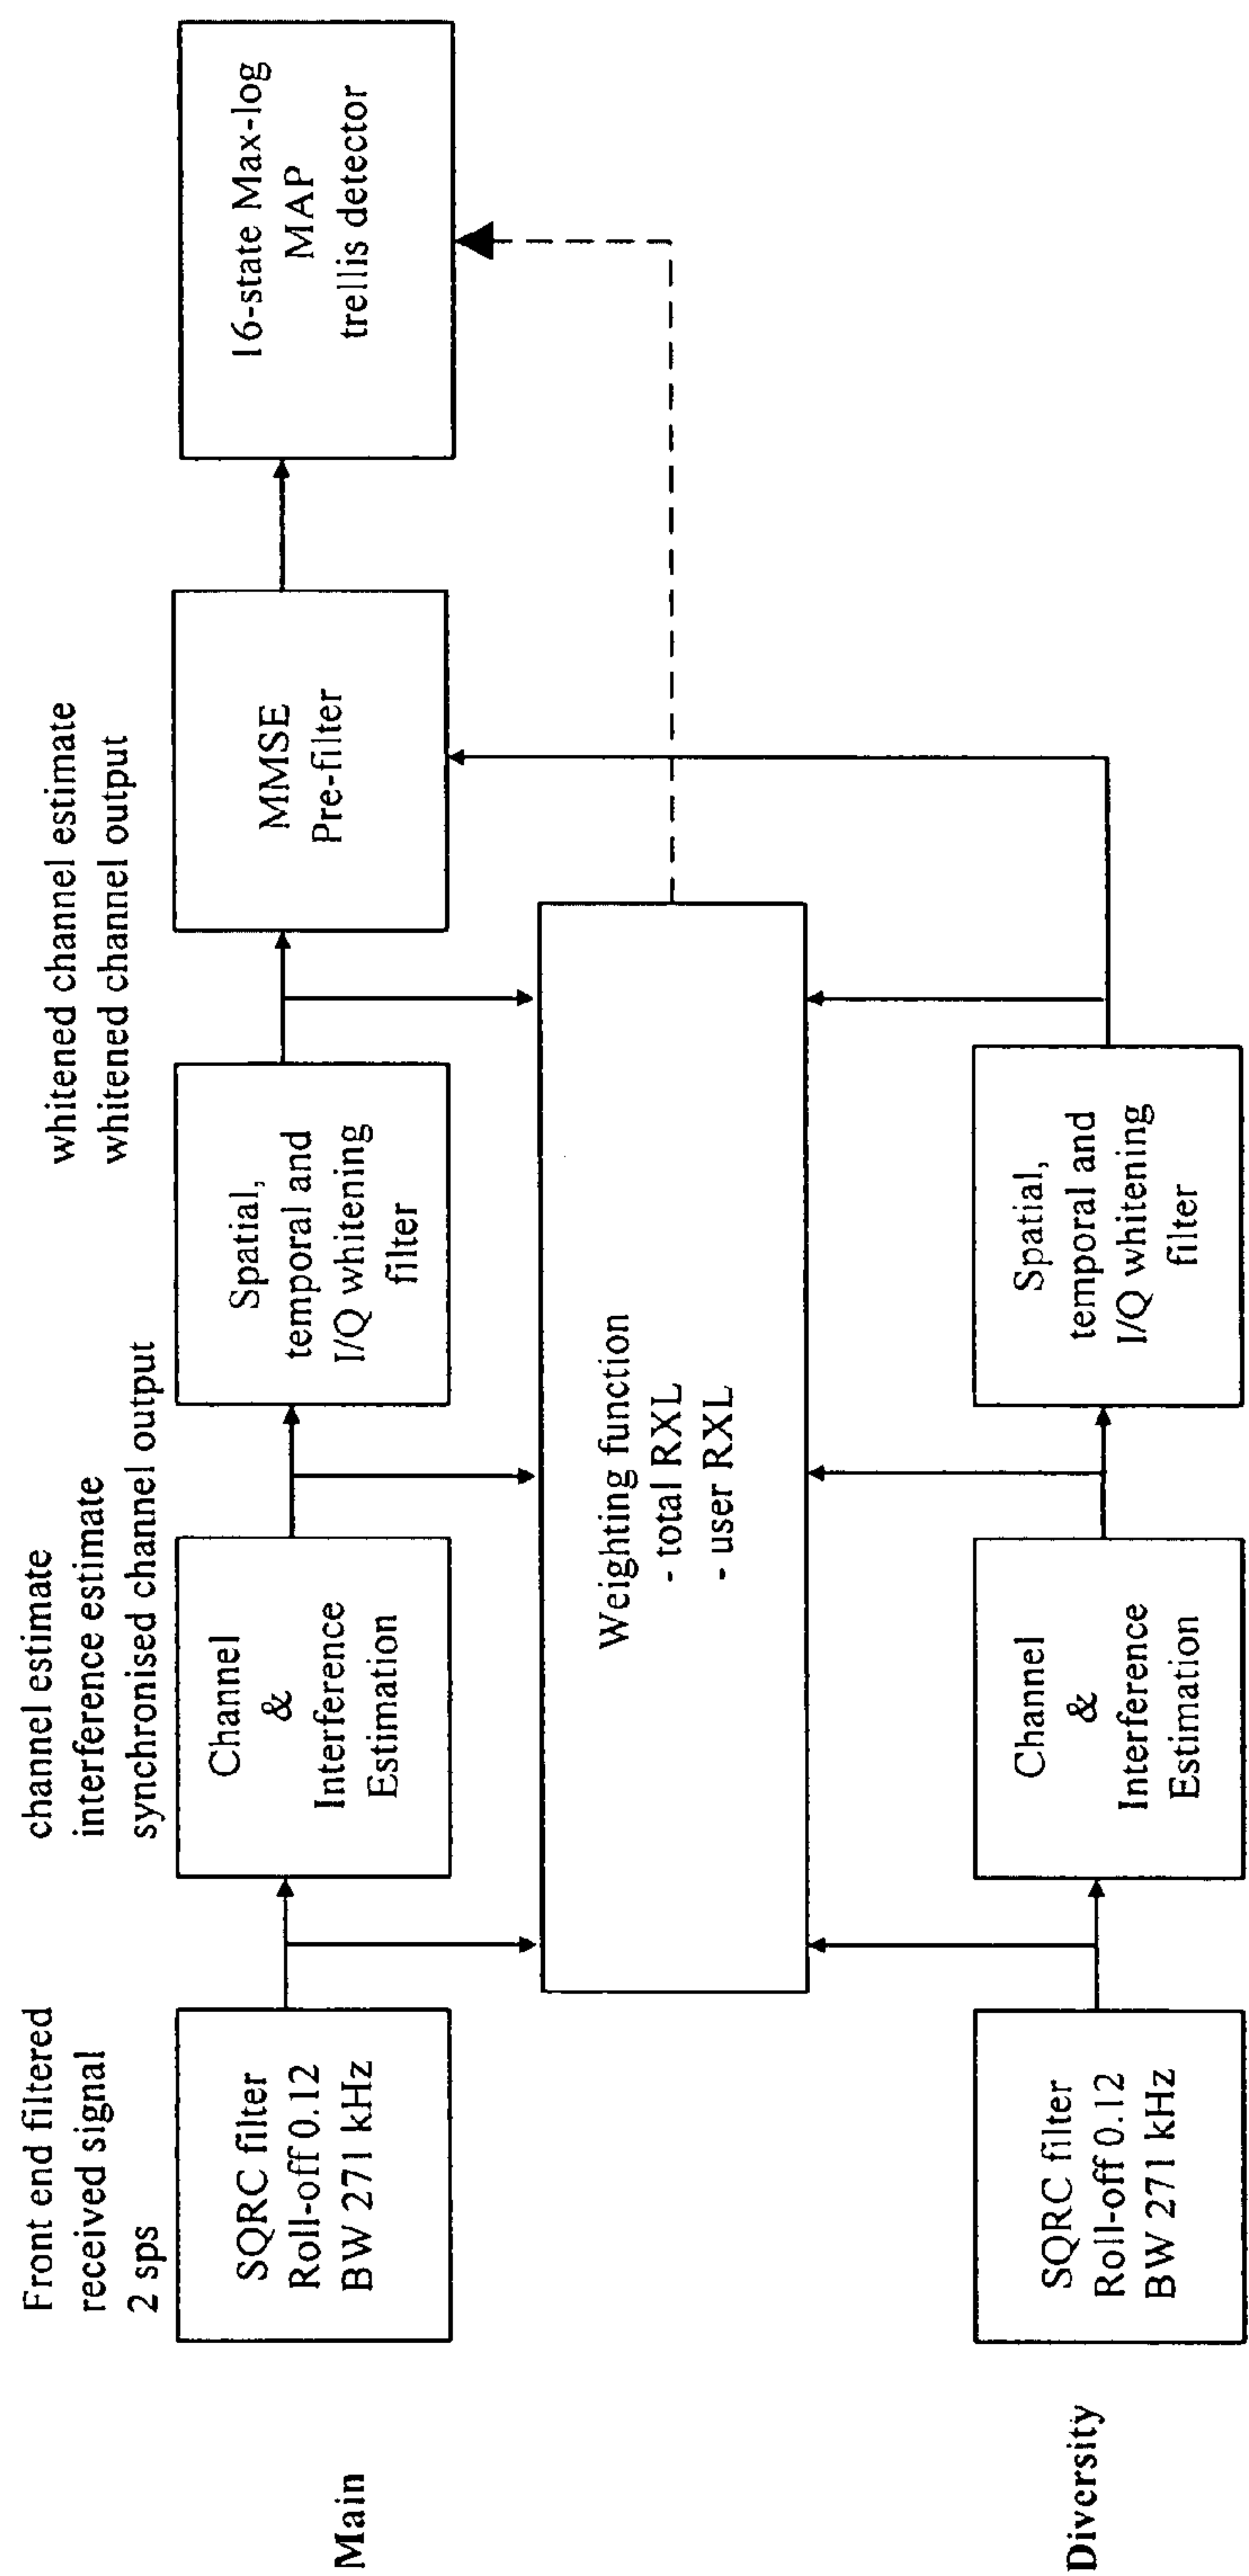 Front end filtered
received signal
2 sps
channel estimate
interference estimate
synchronised channel output
whitened channel estimate
whitened channel output
Main
SQRC filter
Roll-off 0.12
BW 271 kHz
Channel
&
Interference
Estimation
Spatial,
temporal and
I/Q whitening
filter
MMSE
Pre-filter
16-state Max-log
MAP
trellis detector
Weighting function
- total RXL
- user RXL
Diversity
SQRC filter
Roll-off 0.12
BW 271 kHz
Channel
&
Interference
Estimation
Spatial,
temporal and
I/Q whitening
filter